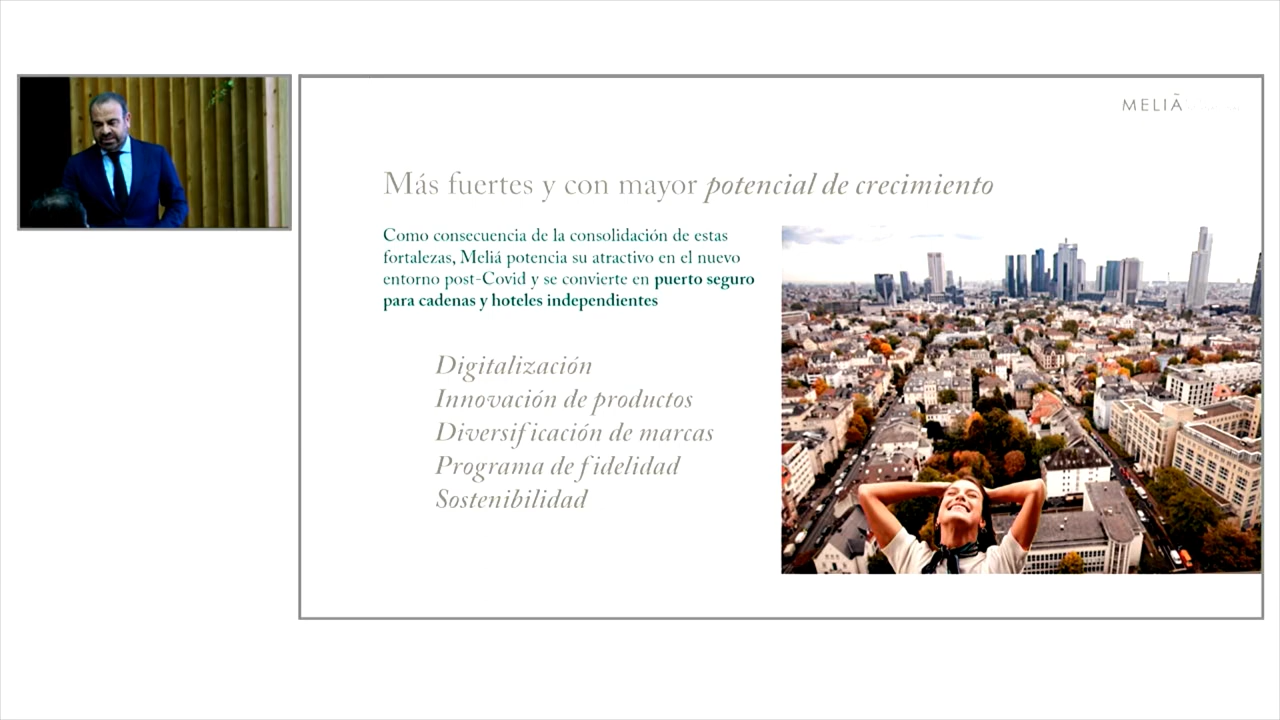 MELIÃ
Más fuertes y con mayor potencial de crecimiento
Como consecuencia de la consolidación de estas
fortalezas, Meliá potencia su atractivo en el nuevo
entorno post-Covid y se convierte en puerto seguro
para cadenas y hoteles independientes
Digitalización
Innovación de productos
Diversificación de marcas
Programa de fidelidad
Sostenibilidad